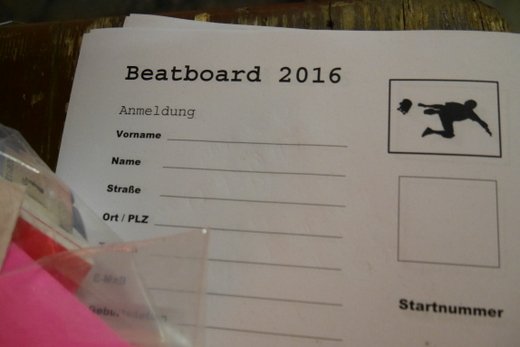 Beatboard 2016
Anmeldung
Vorname
Name
Straße
Ort / PLZ
Startnummer